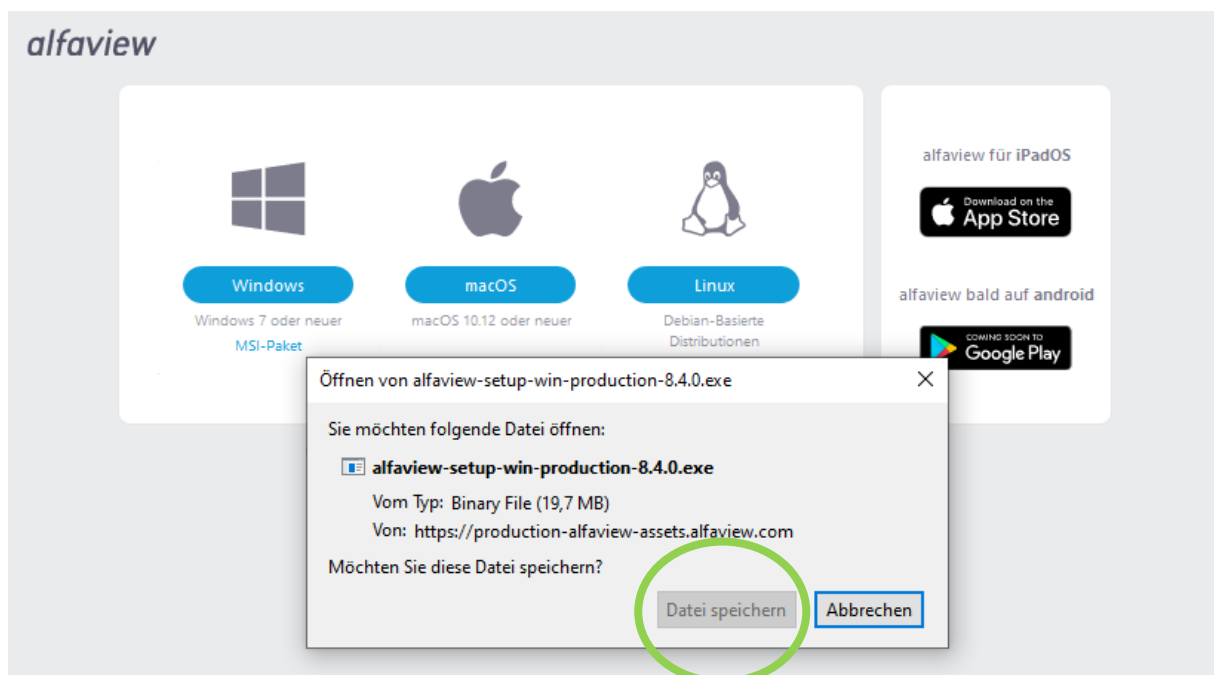 alfaview
Windows
Windows 7 oder neuer
MSI-Paket
macOS
macOS 10.12 oder neuer
Linux
Debian-Basierte
Distributionen
alfaview für iPadOS
Download on the
App Store
alfaview bald auf android
COMING SOON TO
Google Play
Öffnen von alfaview-setup-win-production-8.4.0.exe
Sie möchten folgende Datei öffnen:
alfaview-setup-win-production-8.4.0.exe
Vom Typ: Binary File (19,7 MB)
Von: https://production-alfaview-assets.alfaview.com
Möchten Sie diese Datei speichern?
Datei speichern
Abbrechen